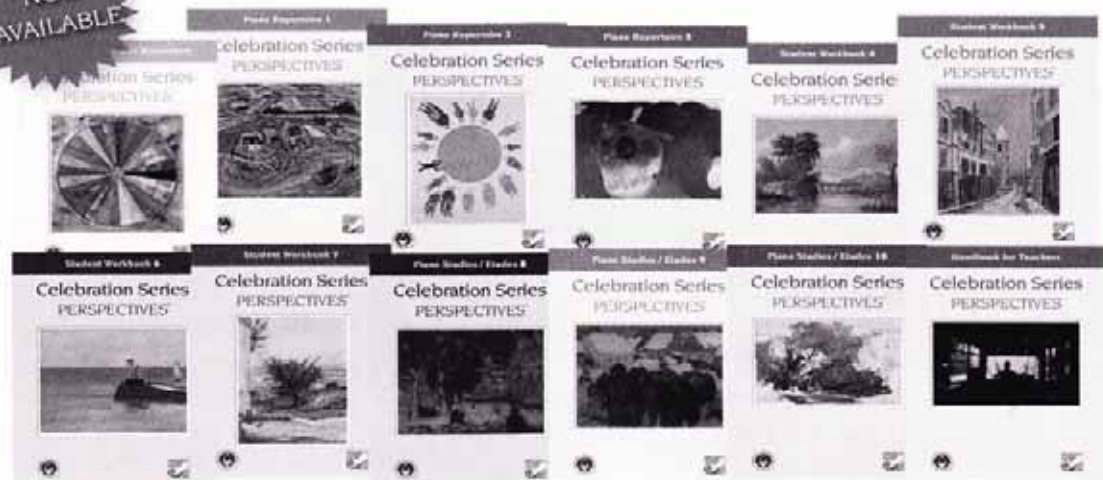 AVAILABLE
Piano Repertoire 1
Celebration Series
PERSPECTIVES
Celebration Series
PERSPECTIVES
Piano Repertoire 2
Celebration Series
PERSPECTIVES
Piano Repertoire 3
Celebration Series
PERSPECTIVES
Student Workbook 4
Celebration Serie
PERSPECTIVES
Student Workbook 5
Celebration Series
PERSPECTIVES
Student Workbook 6
Celebration Series
PERSPECTIVES
Student Workbook 7
Celebration Series
PERSPECTIVES
Piano Studies / Etudes 8
Celebration Series
PERSPECTIVES
Piano Studies / Etudes 9
Celebration Series
PERSPECTIVES
Piano Studies / Etudes 10
Celebration Series
PERSPECTIVES
Handbook for Teachers
Celebration Series
PERSPECTIVES